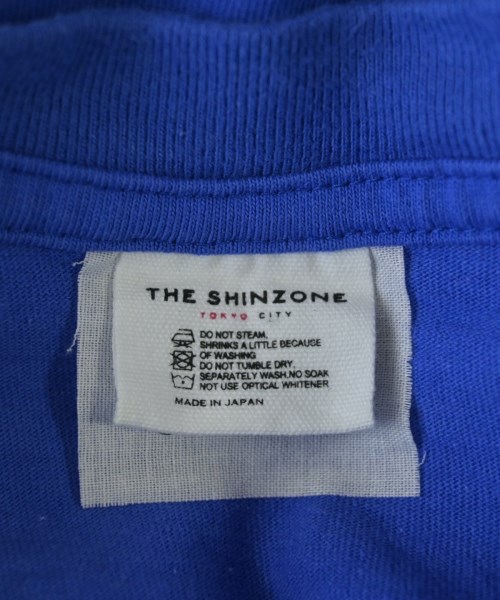 THE SHINZONE
TOKYO CITY
DO NOT STEAM.
SHRINKS A LITTLE BECAUSE
OF WASHING
DO NOT TUMBLE DRY.
SEPARATELY WASH.NO SOAK
NOT USE OPTICAL WHITENER
MADE IN JAPAN